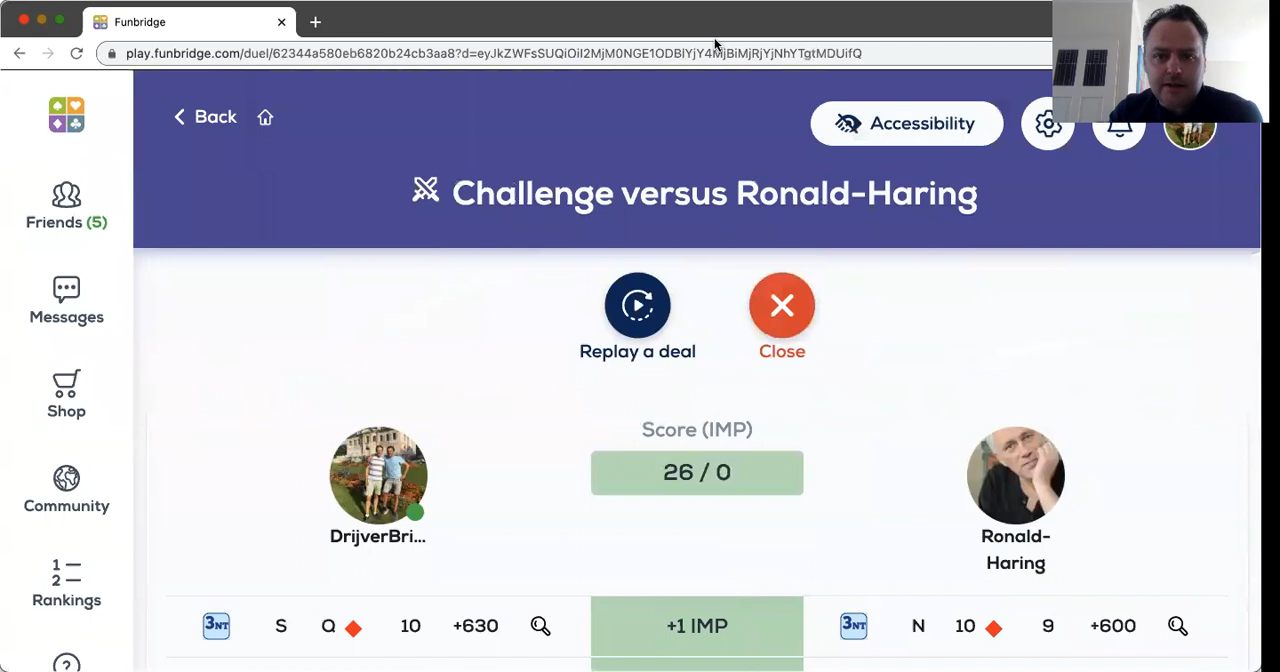 Funbridge
play.funbridge.com/duel/62344a580eb6820b24cb3aa8?d=eyJkZWFsSUQiOiI2MjM0NGE1ODBlYjY4MjBiMjRjYjNhYTgtMDUifQ
Back
Accessibility
Challenge versus Ronald-Haring
Friends (5)
Messages
Shop
Community
1
2
Rankings
Replay a deal
Close
Score (IMP)
26 / 0
DrijverBri...
Ronald-
Haring
3NT S Q♦ 10 +630 +1 IMP 3NT N 10♦ 9 +600